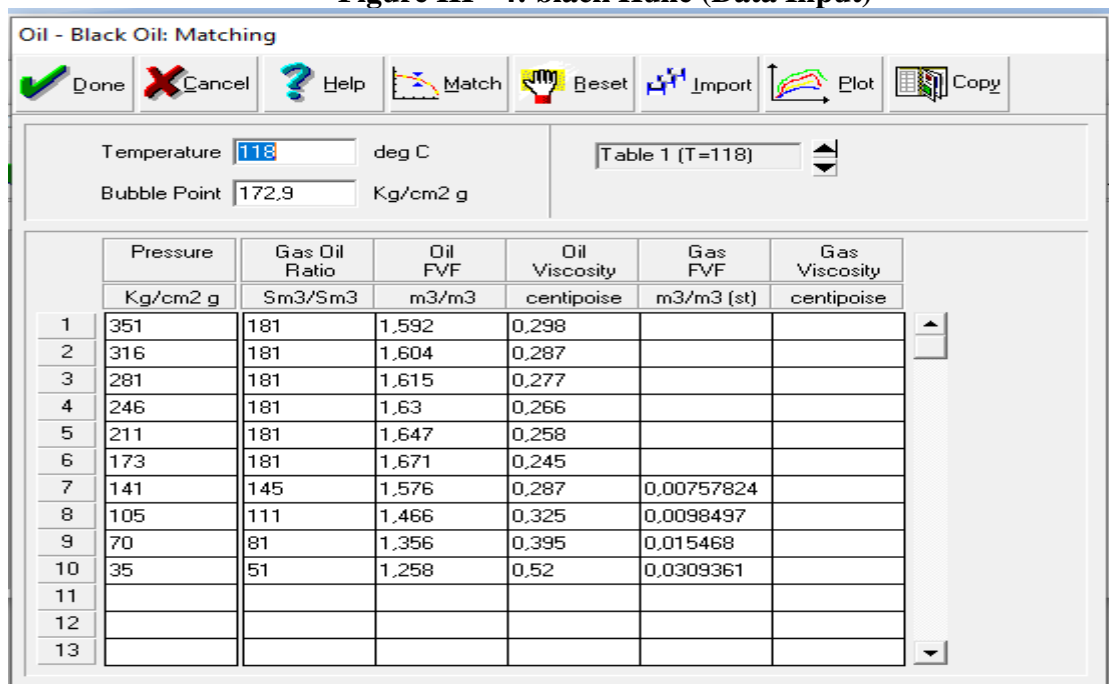 Figure III - 4: black Huile (Data Input)
Oil - Black Oil: Matching
Done Cancel Help Match Reset Import Plot Copy
Temperature 118 deg C Table 1 (T=118)
Bubble Point 172,9 Kg/cm2 g
Pressure Gas Oil Ratio Oil FVF Oil Viscosity Gas FVF Gas Viscosity
Kg/cm2 g Sm3/Sm3 m3/m3 centipoise m3/m3 (st) centipoise
1 351 181 1,592 0,298
2 316 181 1,604 0,287
3 281 181 1,615 0,277
4 246 181 1,63 0,266
5 211 181 1,647 0,258
6 173 181 1,671 0,245
7 141 145 1,576 0,287 0,00757824
8 105 111 1,466 0,325 0,0098497
9 70 81 1,356 0,395 0,015468
10 35 51 1,258 0,52 0,0309361
11
12
13